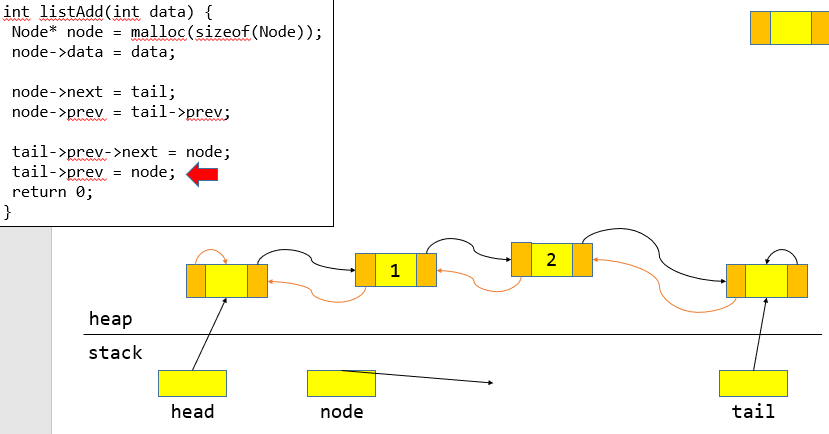 int listAdd(int data) {
Node* node = malloc(sizeof(Node));
node->data = data;
node->next = tail;
node->prev = tail->prev;
tail->prev->next = node;
tail->prev = node;
return 0;
}
1
2
heap
stack
head
node
tail